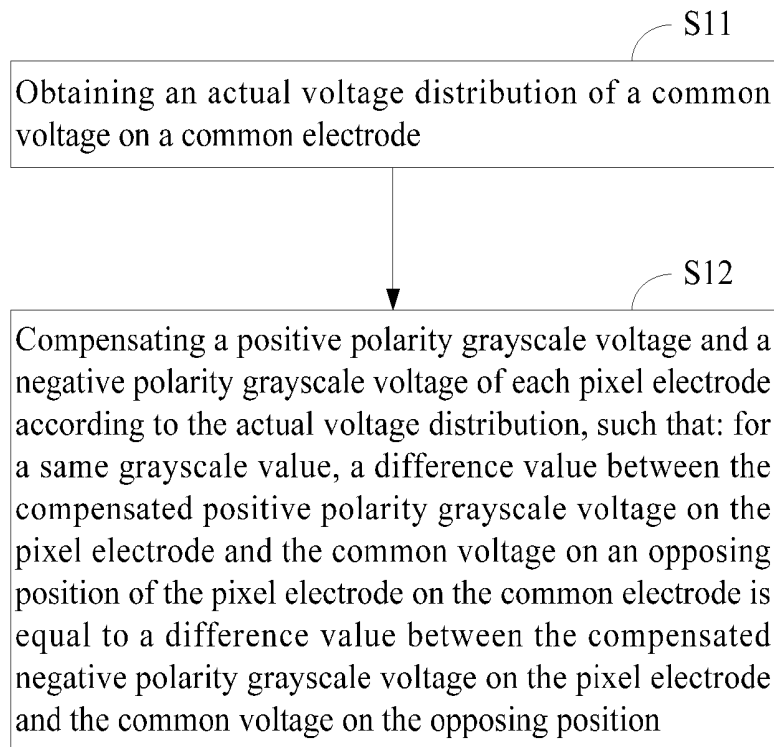 S11
Obtaining an actual voltage distribution of a common
voltage on a common electrode
S12
Compensating a positive polarity grayscale voltage and a
negative polarity grayscale voltage of each pixel electrode
according to the actual voltage distribution, such that: for
a same grayscale value, a difference value between the
compensated positive polarity grayscale voltage on the
pixel electrode and the common voltage on an opposing
position of the pixel electrode on the common electrode is
equal to a difference value between the compensated
negative polarity grayscale voltage on the pixel electrode
and the common voltage on the opposing position